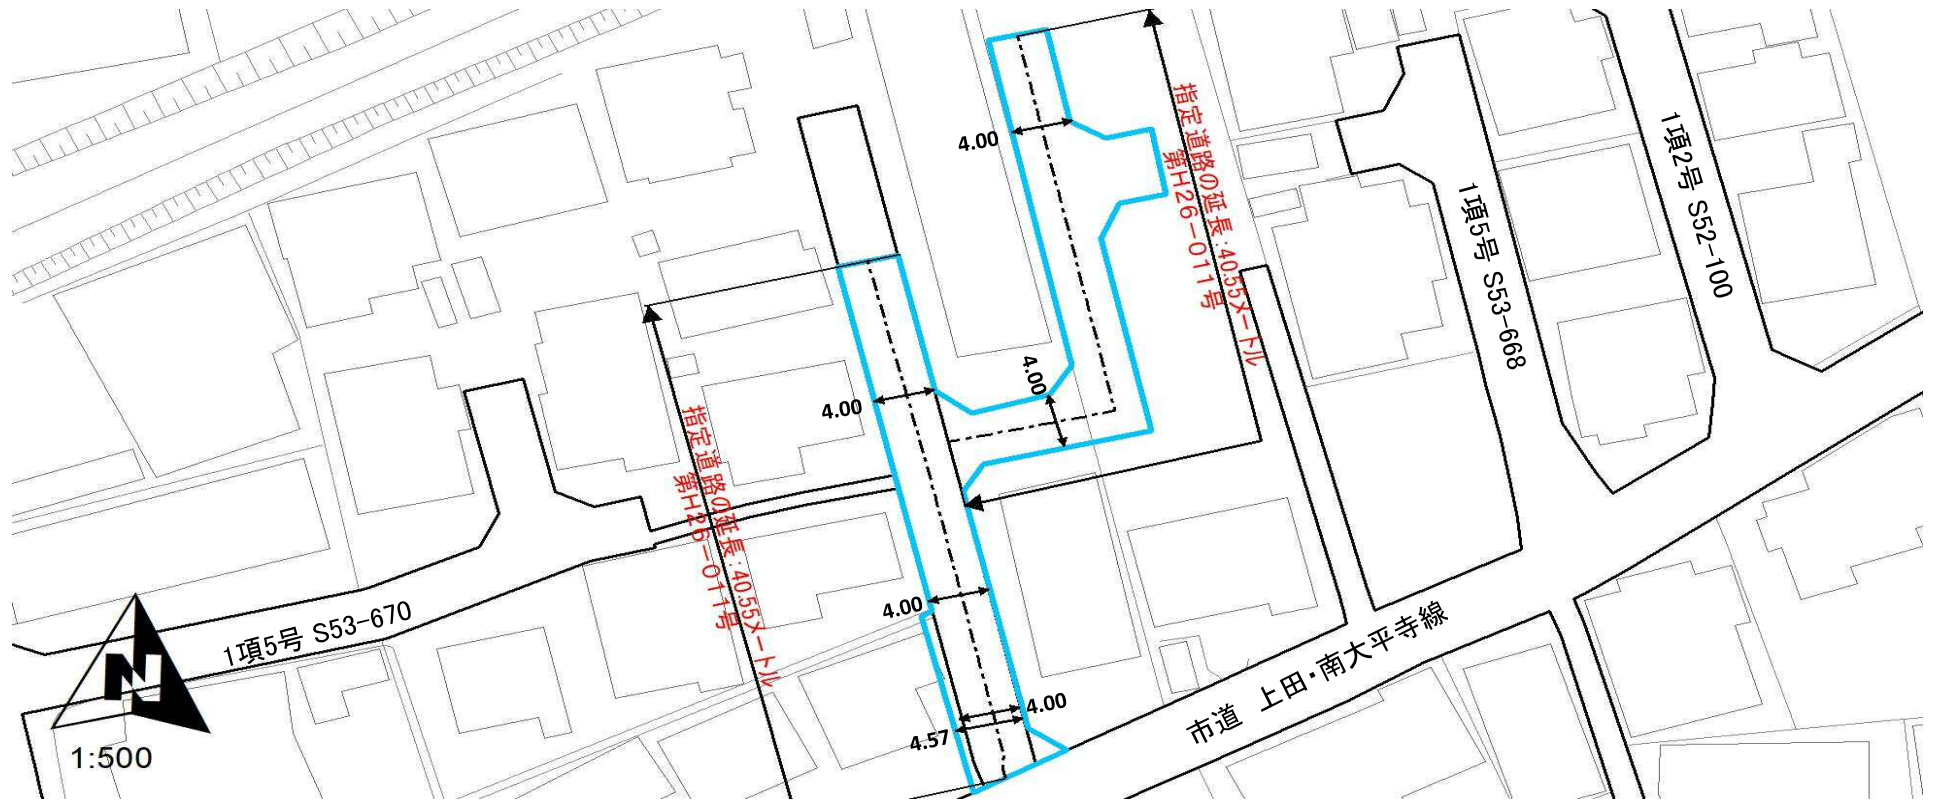 4.00
指定道路の延長:40.55メートル
第H26-011号
1項2号 S52-100
1項5号 S53-668
4.00
4.00
指定道路の延長:40.55メートル
第H26-011号
4.00
1項5号 S53-670
市道 上田・南大平寺線
4.00
4.57
N
1:500